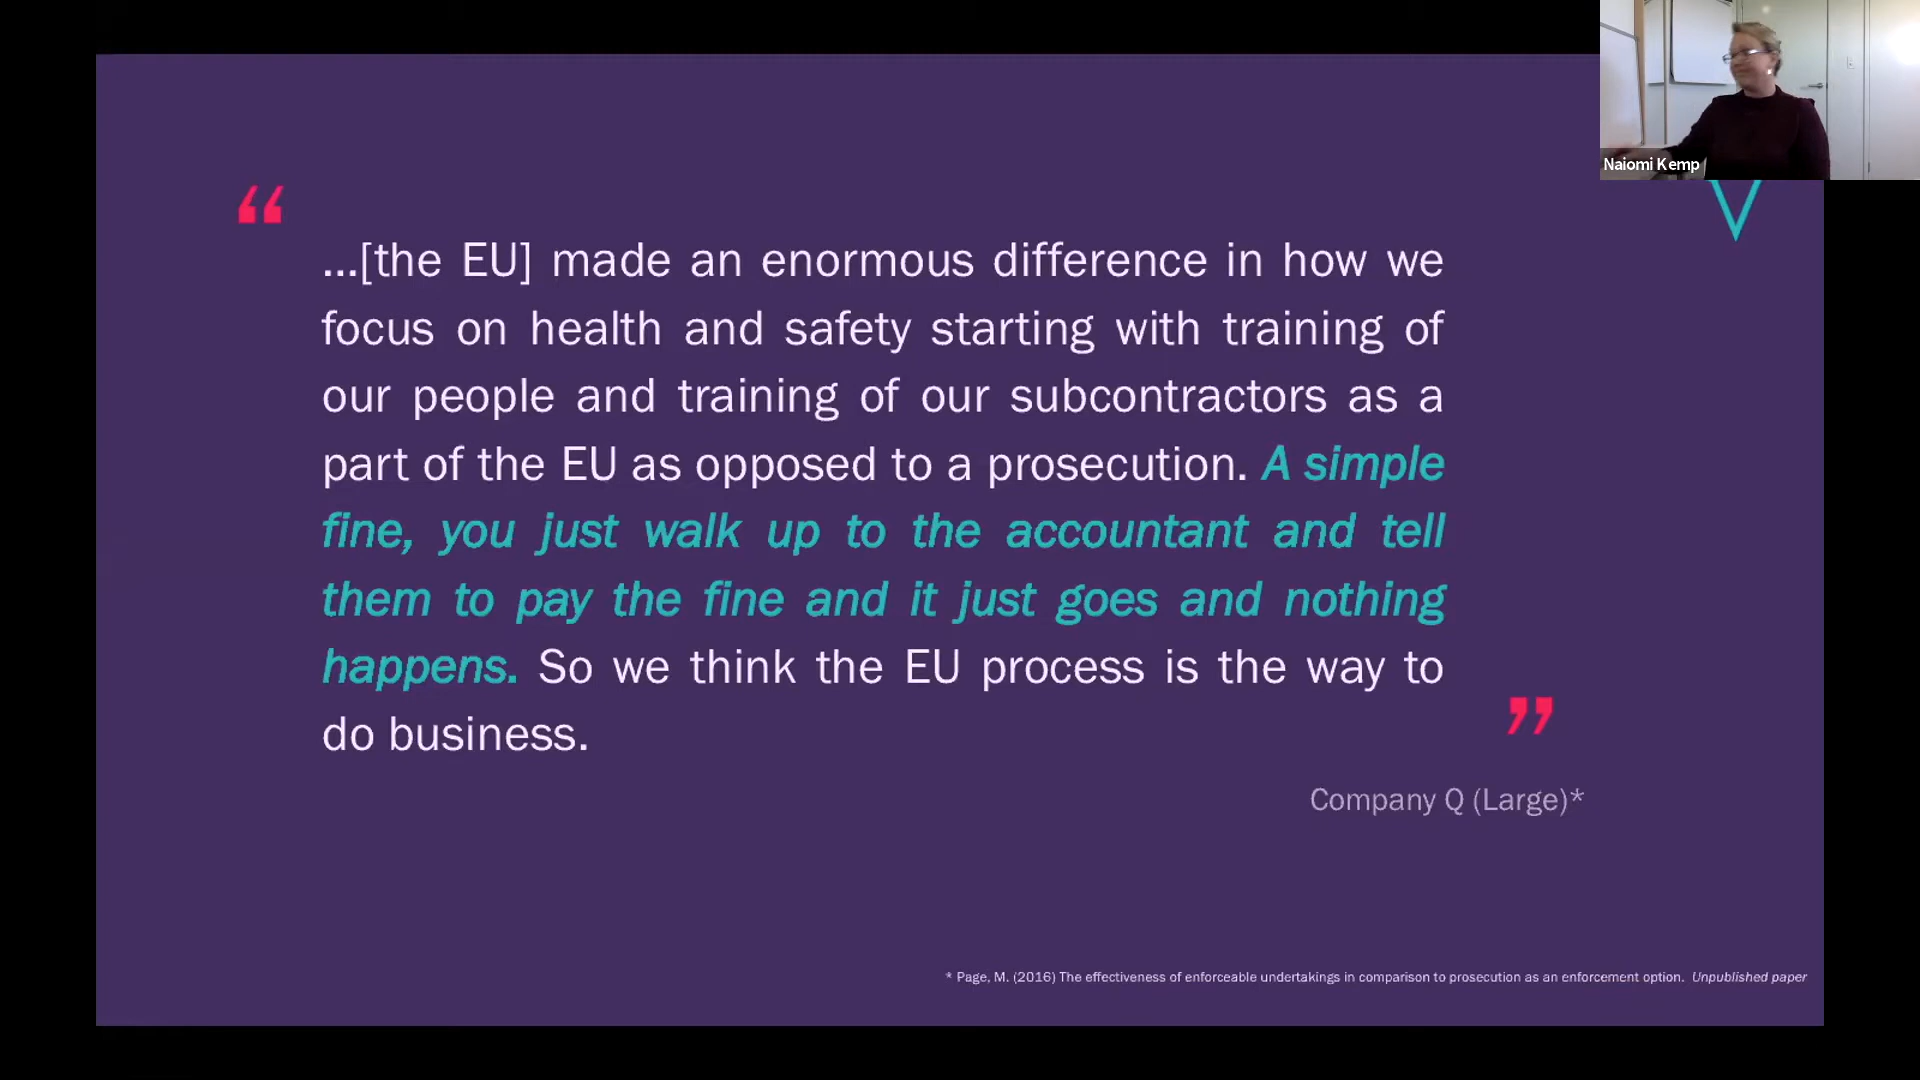 Naiomi Kemp
“
...[the EU] made an enormous difference in how we
focus on health and safety starting with training of
our people and training of our subcontractors as a
part of the EU as opposed to a prosecution. A simple
fine, you just walk up to the accountant and tell
them to pay the fine and it just goes and nothing
happens. So we think the EU process is the way to
do business.
”
Company Q (Large)*
* Page, M. (2016) The effectiveness of enforceable undertakings in comparison to prosecution as an enforcement option. Unpublished paper